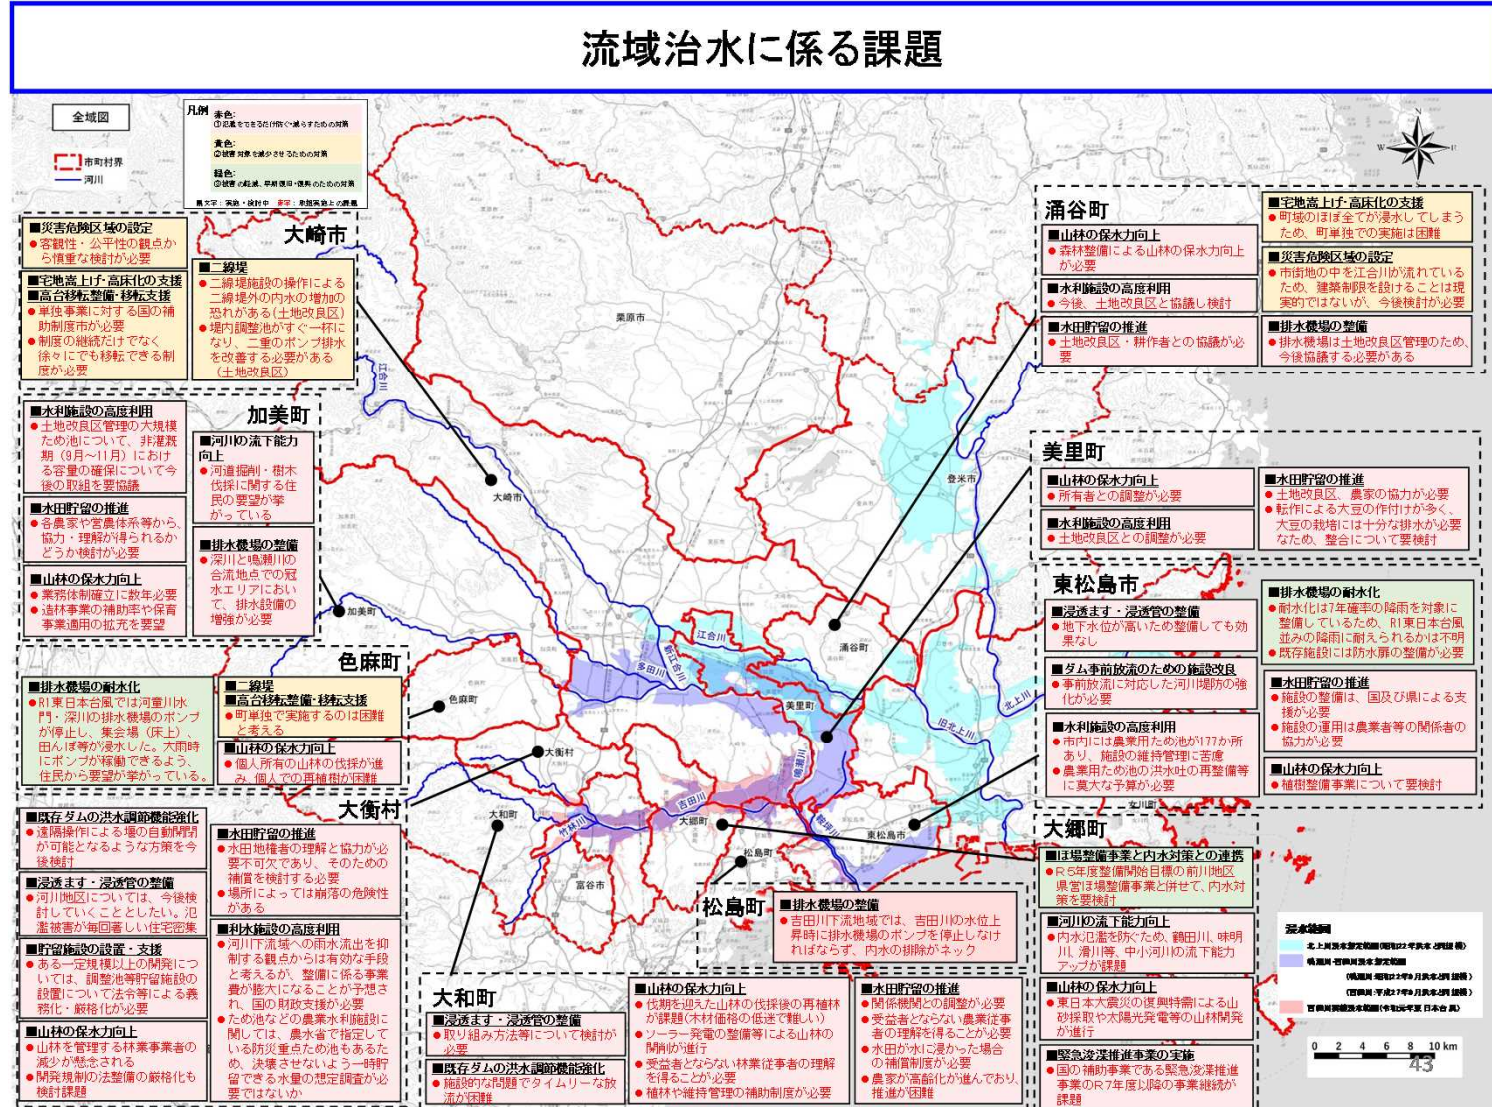 流域治水に係る課題
全域図
市町村界
河川
凡例
赤色:
①氾濫をできるだけ防ぐ・減らすための対策
黄色:
②被害対象を減少させるための対策
緑色:
③被害の軽減、早期復旧・復興のための対策
黒文字:実施・検討中 赤字:取組実施上の課題
大崎市
■災害危険区域の設定
●客観性・公平性の観点か
ら慎重な検討が必要
■宅地嵩上げ・高床化の支援
■高台移転整備・移転支援
●単独事業に対する国の補
助制度市が必要
●制度の継続だけでなく
徐々にでも移転できる制
度が必要
■二線堤
●二線堤施設の操作による
二線堤外の内水の増加の
恐れがある(土地改良区)
●堤内調整池がすぐ一杯に
なり、二重のポンプ排水
を改善する必要がある
(土地改良区)
加美町
■水利施設の高度利用
●土地改良区管理の大規模
ため池について、非灌漑
期(9月~11月)におけ
る容量の確保について今
後の取組を要協議
■水田貯留の推進
●各農家や営農体系等から、
協力・理解が得られるか
どうか検討が必要
■山林の保水力向上
●業務体制確立に数年必要
●造林事業の補助率や保育
事業適用の拡充を要望
■河川の流下能力
向上
●河道掘削・樹木
伐採に関する住
民の要望が挙
がっている
■排水機場の整備
●深川と鳴瀬川の
合流地点での冠
水エリアにおい
て、排水設備の
増強が必要
色麻町
■排水機場の耐水化
●R1東日本台風では河童川水
門・深川の排水機場のポンプ
が停止し、集会場(床上)、
田んぼ等が浸水した。大雨時
にポンプが稼働できるよう、
住民から要望が挙がっている。
■二線堤
■高台移転整備・移転支援
●町単独で実施するのは困難
と考える
■山林の保水力向上
●個人所有の山林の伐採が進
み、個人での再植樹が困難
大衡村
■既存ダムの洪水調節機能強化
●遠隔操作による堰の自動開閉
が可能となるような方策を今
後検討
■浸透ます・浸透管の整備
●河川地区については、今後検
討していくこととしたい。氾
濫被害が毎回著しい住宅密集
■貯留施設の設置・支援
●ある一定規模以上の開発につ
いては、調整池等貯留施設の
設置について法令等による義
務化・厳格化が必要
■山林の保水力向上
●山林を管理する林業事業者の
減少が懸念される
●開発規制の法整備の厳格化も
検討課題
■水田貯留の推進
●水田地権者の理解と協力が必
要不可欠であり、そのための
補償を検討する必要
●場所によっては崩落の危険性
がある
■利水施設の高度利用
●河川下流域への雨水流出を抑
制する観点からは有効な手段
と考えるが、整備に係る事業
費が膨大になることが予想さ
れ、国の財政支援が必要
●ため池などの農業水利施設に
関しては、農水省で指定して
いる防災重点ため池もあるた
め、決壊させないよう一時貯
留できる水量の想定調査が必
要ではないか
大和町
■浸透ます・浸透管の整備
●取り組み方法等について検討が
必要
■既存ダムの洪水調節機能強化
●施設的な問題でタイムリーな放
流が困難
■山林の保水力向上
●伐期を迎えた山林の伐採後の再植林
が課題(木材価格の低迷で難しい)
●ソーラー発電の整備等による山林の
開削が進行
●受益者とならない林業従事者の理解
を得ることが必要
●植林や維持管理の補助制度が必要
■水田貯留の推進
●関係機関との調整が必要
●受益者とならない農業従事
者の理解を得ることが必要
●水田が水に浸かった場合
の補償制度が必要
●農家が高齢化が進んでおり、
推進が困難
松島町
■排水機場の整備
●吉田川下流地域では、吉田川の水位上
昇時に排水機場のポンプを停止しなけ
ればならず、内水の排除がネック
涌谷町
■山林の保水力向上
●森林整備による山林の保水力向上
が必要
■水利施設の高度利用
●今後、土地改良区と協議し検討
■水田貯留の推進
●土地改良区・耕作者との協議が必
要
■宅地嵩上げ・高床化の支援
●町域のほぼ全てが浸水してしまう
ため、町単独での実施は困難
■災害危険区域の設定
●市街地の中を江合川が流れている
ため、建築制限を設けることは現
実的ではないが、今後検討が必要
■排水機場の整備
●排水機場は土地改良区管理のため、
今後協議する必要がある
美里町
■山林の保水力向上
●所有者との調整が必要
■水利施設の高度利用
●土地改良区との調整が必要
■水田貯留の推進
●土地改良区、農家の協力が必要
●転作による大豆の作付けが多く、
大豆の栽培には十分な排水が必要
なため、整合について要検討
東松島市
■浸透ます・浸透管の整備
●地下水位が高いため整備しても効
果なし
■ダム事前放流のための施設改良
●事前放流に対応した河川堤防の強
化が必要
■水利施設の高度利用
●市内には農業用ため池が177か所
あり、施設の維持管理に苦慮
●農業用ため池の洪水吐の再整備等
に莫大な予算が必要
■排水機場の耐水化
●耐水化は7年確率の降雨を対象に
整備しているため、R1東日本台風
並みの降雨に耐えられるかは不明
●既存施設には防水扉の整備が必要
■水田貯留の推進
●施設の整備は、国及び県による支
援が必要
●施設の運用は農業者等の関係者の
協力が必要
■山林の保水力向上
●植樹整備事業について要検討
大郷町
■ほ場整備事業と内水対策との連携
●R5年度整備開始目標の前川地区
県営ほ場整備事業と併せて、内水対
策を要検討
■河川の流下能力向上
●内水氾濫を防ぐため、鶴田川、味明
川、滑川等、中小河川の流下能力
アップが課題
■山林の保水力向上
●東日本大震災の復興特需による山
砂採取や太陽光発電等の山林開発
が進行
■緊急浚渫推進事業の実施
●国の補助事業である緊急浚渫推進
事業のR7年度以降の事業継続が
課題
栗原市
登米市
大崎市
加美町
色麻町
大衡村
大和町
富谷市
大郷町
松島町
東松島市
美里町
涌谷町
女川町
江合川
江合川
新江合川
多田川
鳴瀬川
吉田川
竹林川
鞍坪川
旧北上川
北上川
浸水範囲
0 2 4 6 8 10 km
43